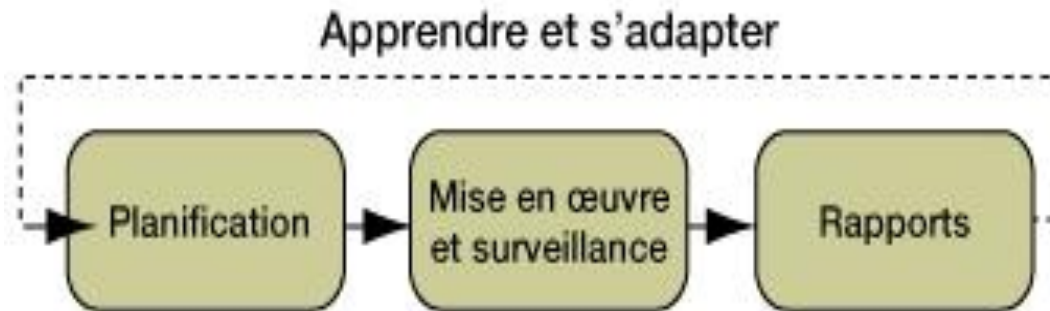 Apprendre et s'adapter
Planification
Mise en œuvre
et surveillance
Rapports